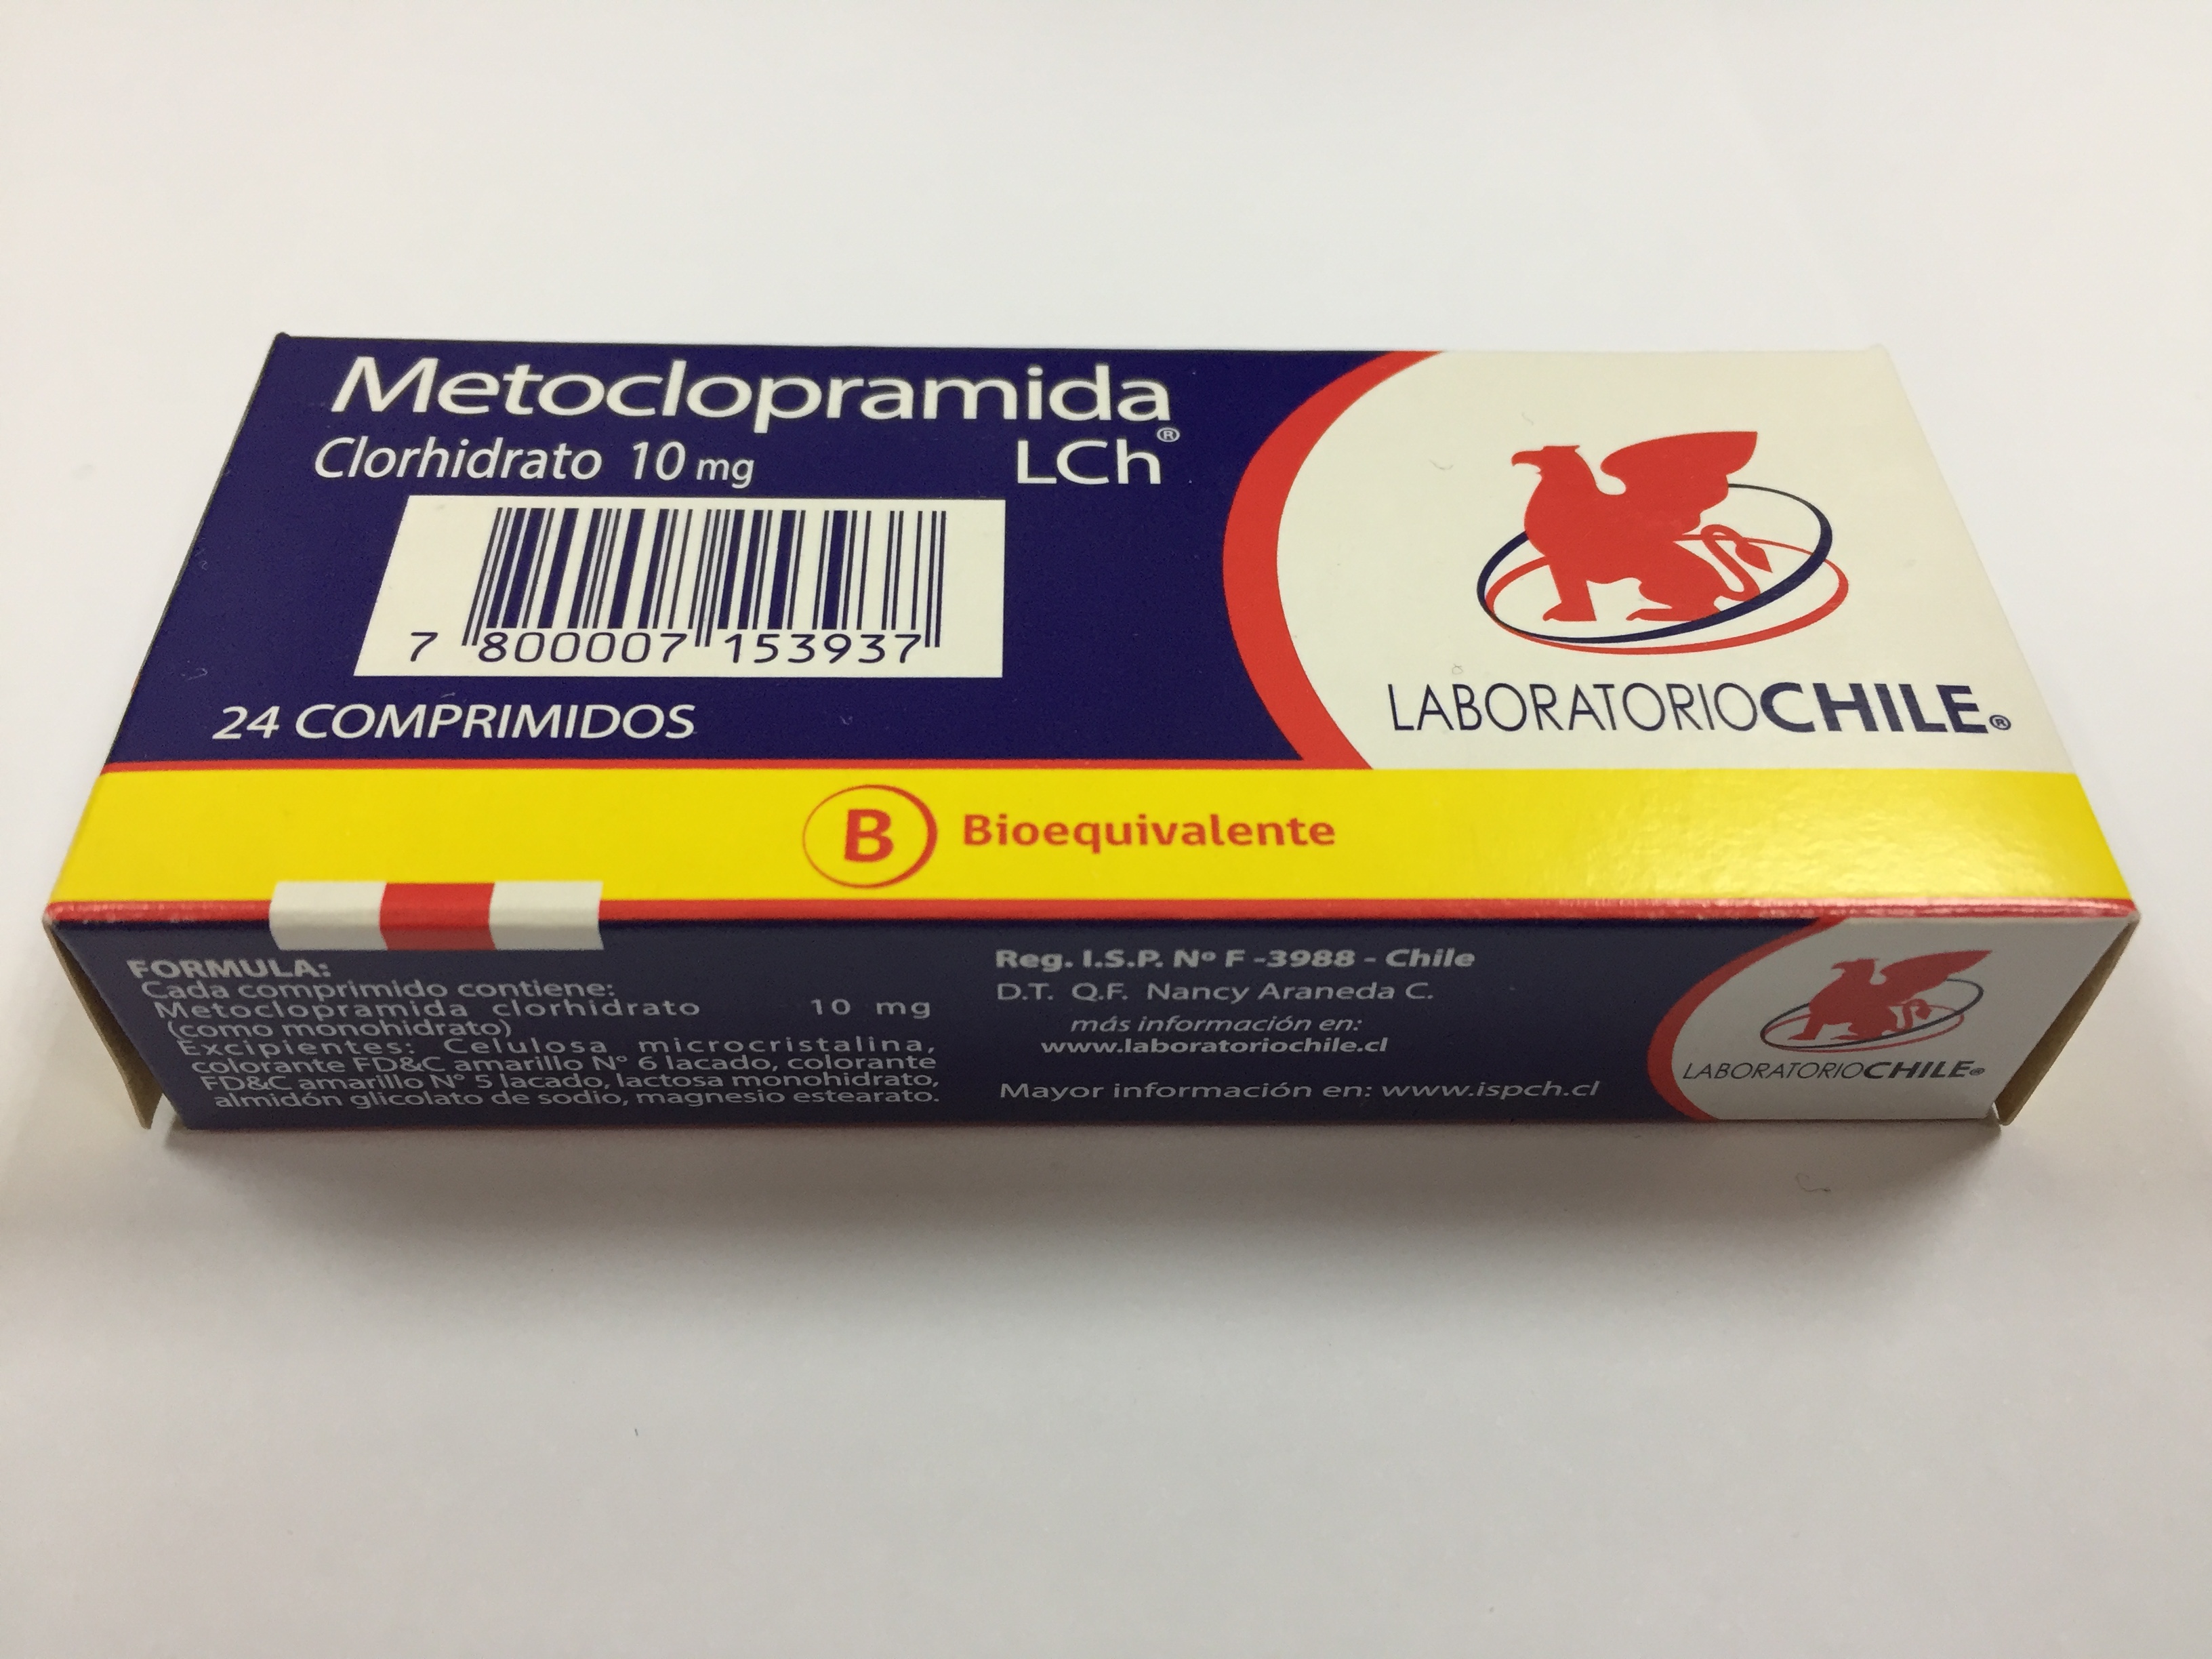 Metoclopramida
Clorhidrato 10 mg
LCh®
7 800007 153937
24 COMPRIMIDOS
LABORATORIOCHILE®
B Bioequivalente
FORMULA:
Cada comprimido contiene:
Metoclopramida clorhidrato 10 mg
(como monohidrato)
Excipientes: Celulosa microcristalina,
colorante FD&C amarillo N° 6 lacado, colorante
FD&C amarillo N° 5 lacado, lactosa monohidrato,
almidón glicolato de sodio, magnesio estearato.
Reg. I.S.P. Nº F -3988 - Chile
D.T. Q.F. Nancy Araneda C.
más información en:
www.laboratoriochile.cl
Mayor información en: www.ispch.cl
LABORATORIOCHILE®